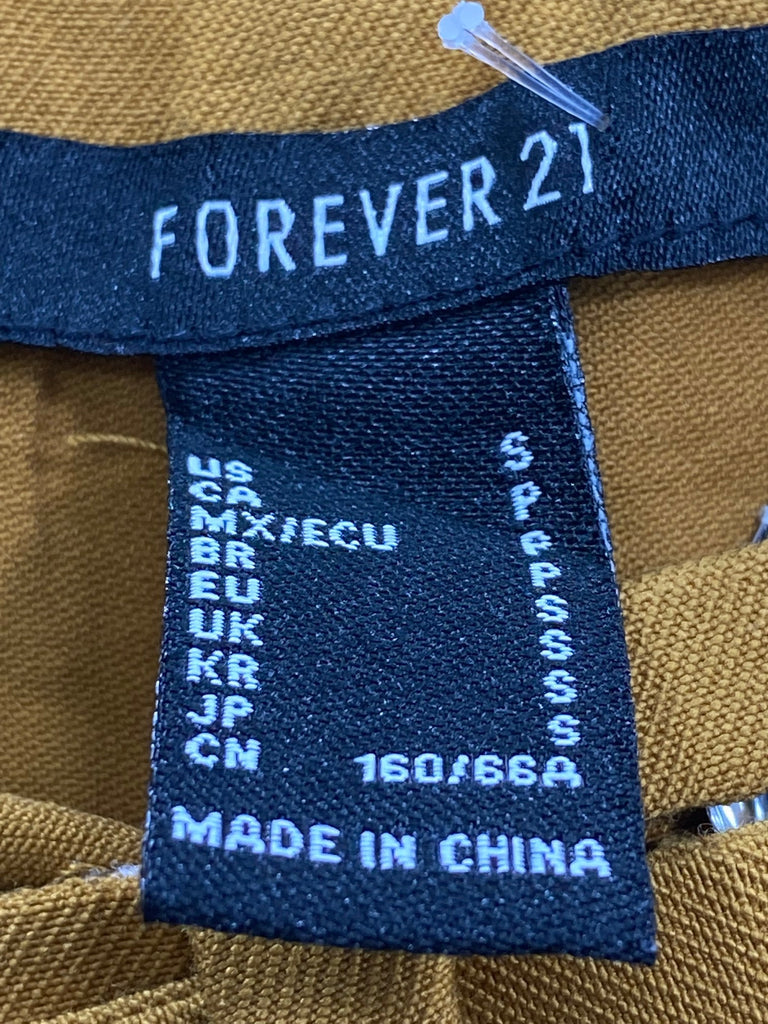 FOREVER 21
US S
CA P
MX/ECU P
BR P
EU S
UK S
KR S
JP S
CN 160/66A
MADE IN CHINA